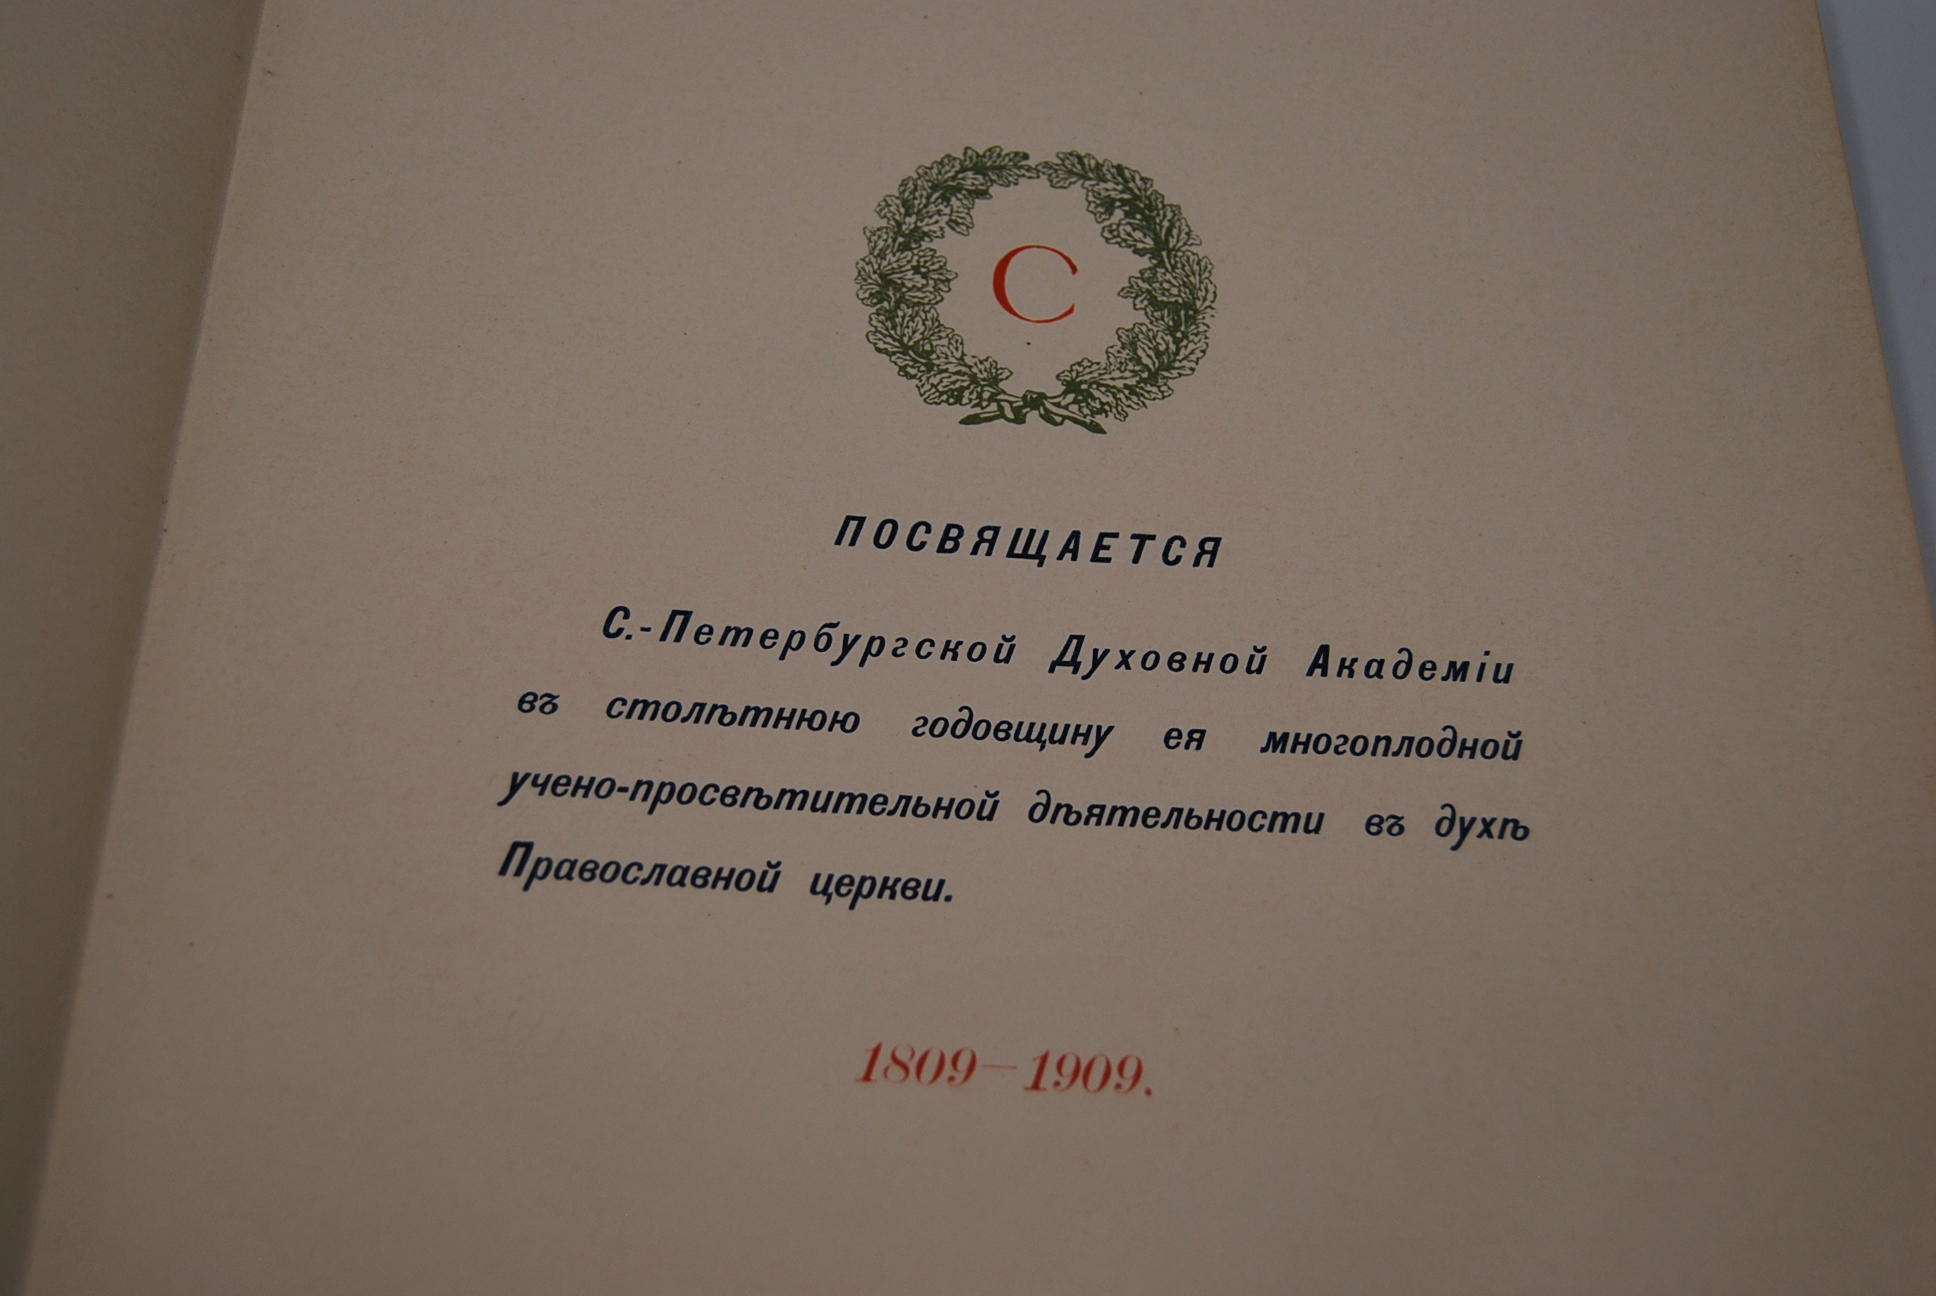 С
ПОСВЯЩАЕТСЯ
С.-Петербургской Духовной Академіи
въ столѣтнюю годовщину ея многоплодной
учено-просвѣтительной дѣятельности въ духѣ
Православной церкви.
1809—1909.